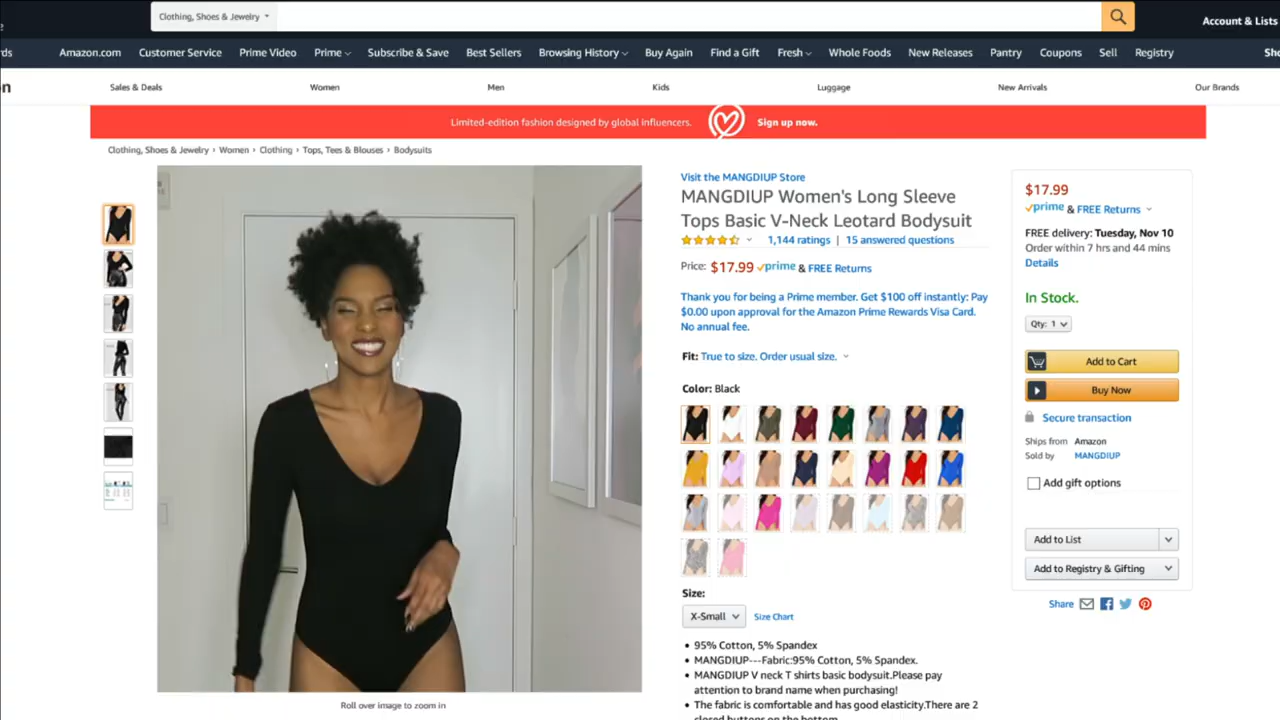 Clothing, Shoes & Jewelry
Account & Lists
Amazon.com Customer Service Prime Video Prime Subscribe & Save Best Sellers Browsing History Buy Again Find a Gift Fresh Whole Foods New Releases Pantry Coupons Sell Registry
Sales & Deals Women Men Kids Luggage New Arrivals Our Brands
Limited-edition fashion designed by global influencers. Sign up now.
Clothing, Shoes & Jewelry › Women › Clothing › Tops, Tees & Blouses › Bodysuits
Visit the MANGDIUP Store
MANGDIUP Women's Long Sleeve
Tops Basic V-Neck Leotard Bodysuit
1,144 ratings | 15 answered questions
Price: $17.99 prime & FREE Returns
Thank you for being a Prime member. Get $100 off instantly: Pay
$0.00 upon approval for the Amazon Prime Rewards Visa Card.
No annual fee.
Fit: True to size. Order usual size.
Color: Black
Size:
X-Small Size Chart
• 95% Cotton, 5% Spandex
• MANGDIUP---Fabric:95% Cotton, 5% Spandex.
• MANGDIUP V neck T shirts basic bodysuit.Please pay
attention to brand name when purchasing!
• The fabric is comfortable and has good elasticity.There are 2
closed buttons on the bottom
Roll over image to zoom in
$17.99
prime & FREE Returns
FREE delivery: Tuesday, Nov 10
Order within 7 hrs and 44 mins
Details
In Stock.
Qty: 1
Add to Cart
Buy Now
Secure transaction
Ships from Amazon
Sold by MANGDIUP
Add gift options
Add to List
Add to Registry & Gifting
Share